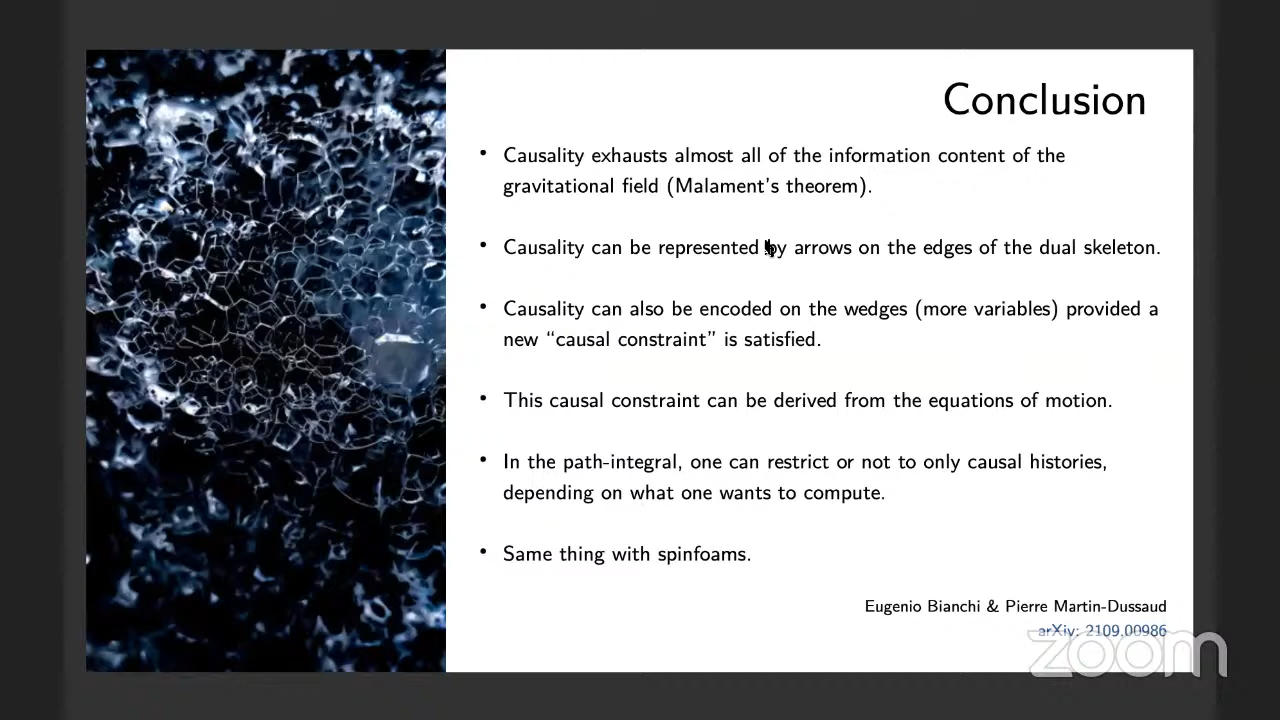 Conclusion
• Causality exhausts almost all of the information content of the
gravitational field (Malament's theorem).
• Causality can be represented by arrows on the edges of the dual skeleton.
• Causality can also be encoded on the wedges (more variables) provided a
new “causal constraint” is satisfied.
• This causal constraint can be derived from the equations of motion.
• In the path-integral, one can restrict or not to only causal histories,
depending on what one wants to compute.
• Same thing with spinfoams.
Eugenio Bianchi & Pierre Martin-Dussaud
arXiv: 2109.00986
zoom